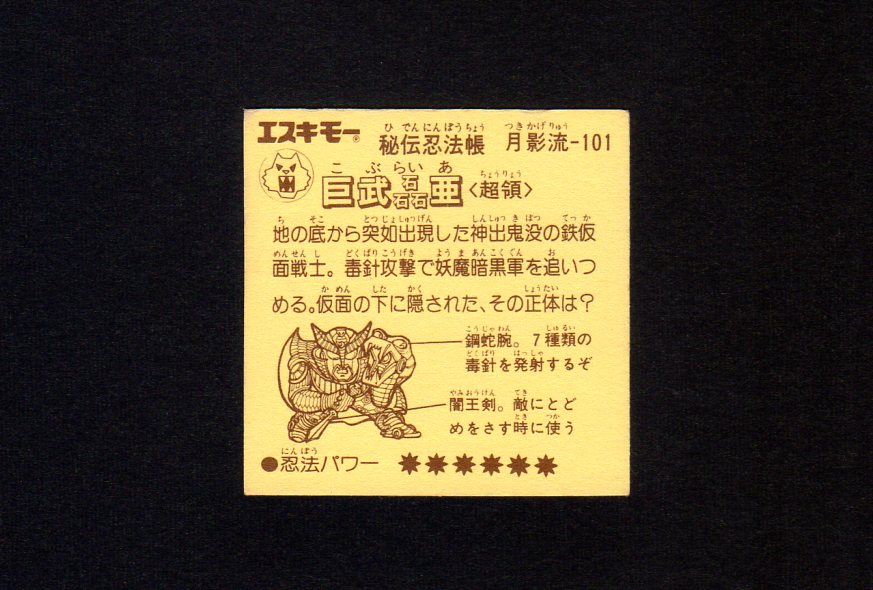 エスキモー®
秘伝忍法帳 月影流-101
ひでんにんぽうちょう つきかげりゅう
こぶらいあ
巨武磊亜〈超領〉
ちょうりょう
ち そこ とつじょしゅつげん しんしゅつきぼつ てっか
地の底から突如出現した神出鬼没の鉄仮
めんせんし どくばりこうげき ようまあんこくぐん お
面戦士。毒針攻撃で妖魔暗黒軍を追いつ
かめん した かく しょうたい
める。仮面の下に隠された、その正体は?
こうじゃわん しゅるい
鋼蛇腕。7種類の
どくばり はっしゃ
毒針を発射するぞ
やみおうけん てき
闇王剣。敵にとど
とき つか
めをさす時に使う
にんぽう
●忍法パワー ✸✸✸✸✸✸